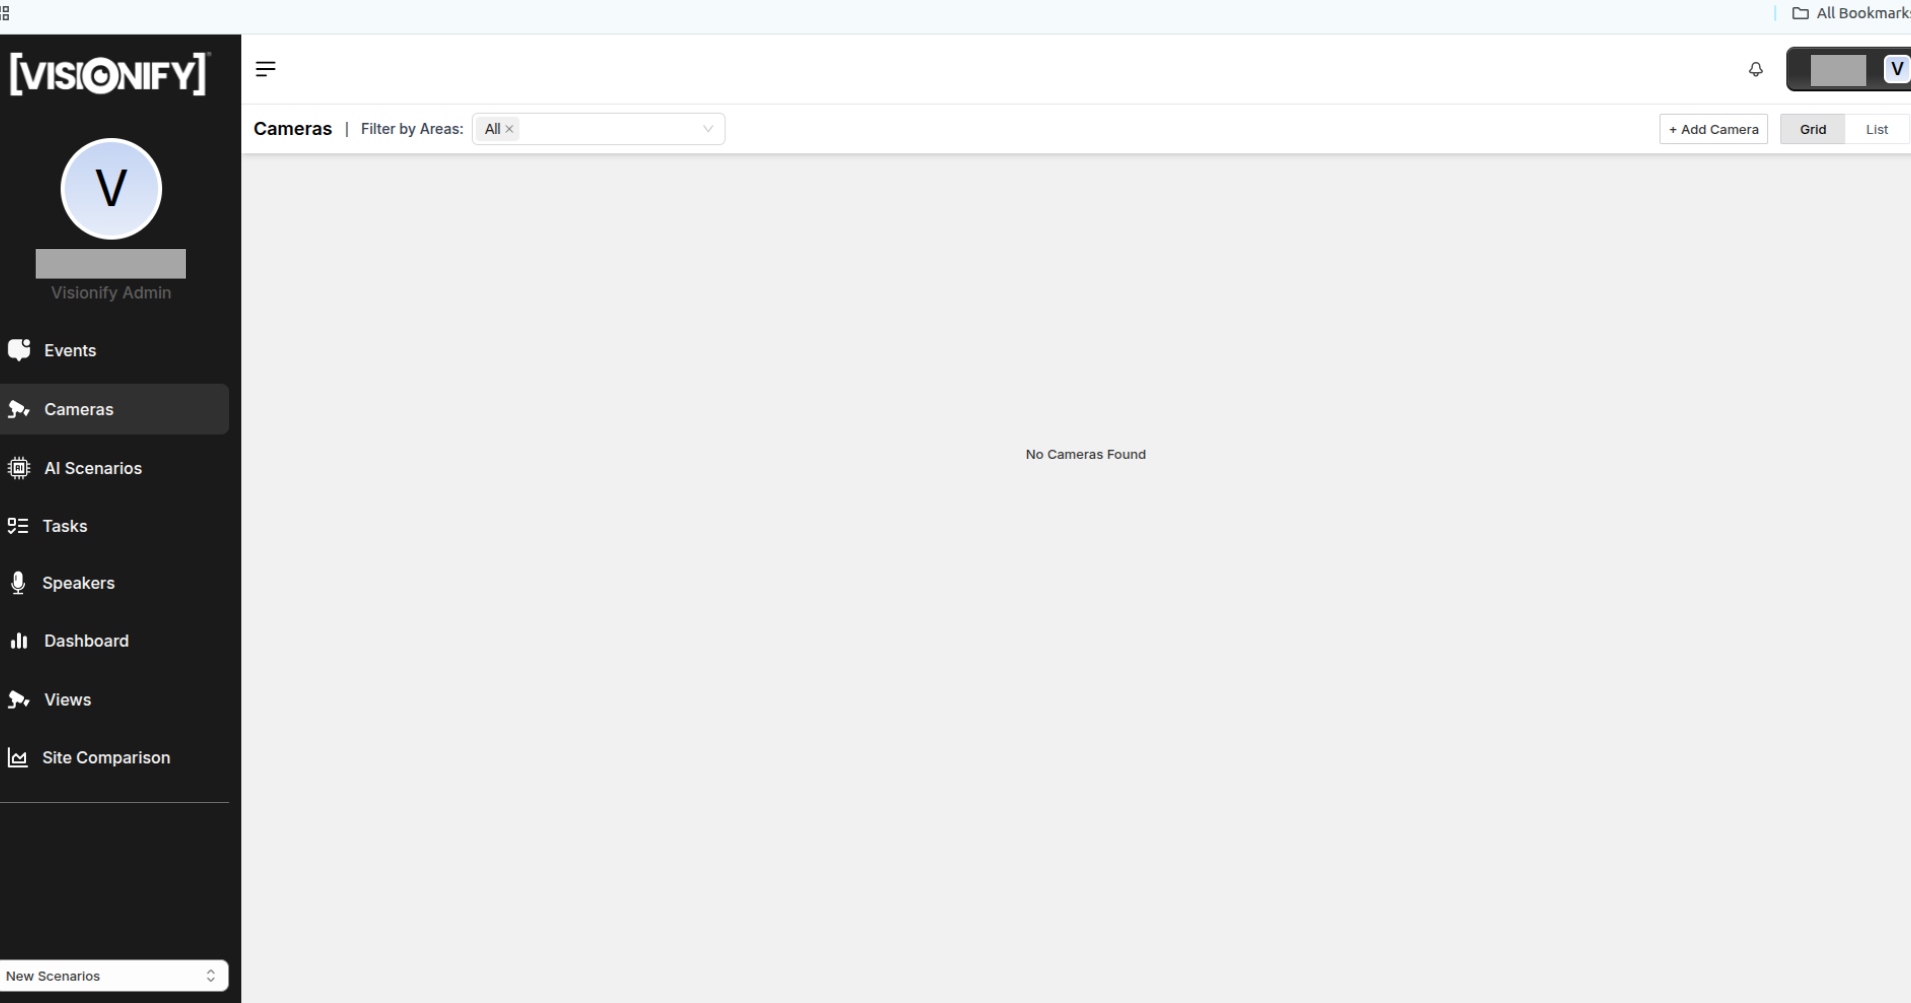 All Bookmarks
[VISIONIFY]
V
Cameras | Filter by Areas: All
+ Add Camera
Grid
List
V
Visionify Admin
Events
Cameras
AI Scenarios
Tasks
Speakers
Dashboard
Views
Site Comparison
No Cameras Found
New Scenarios